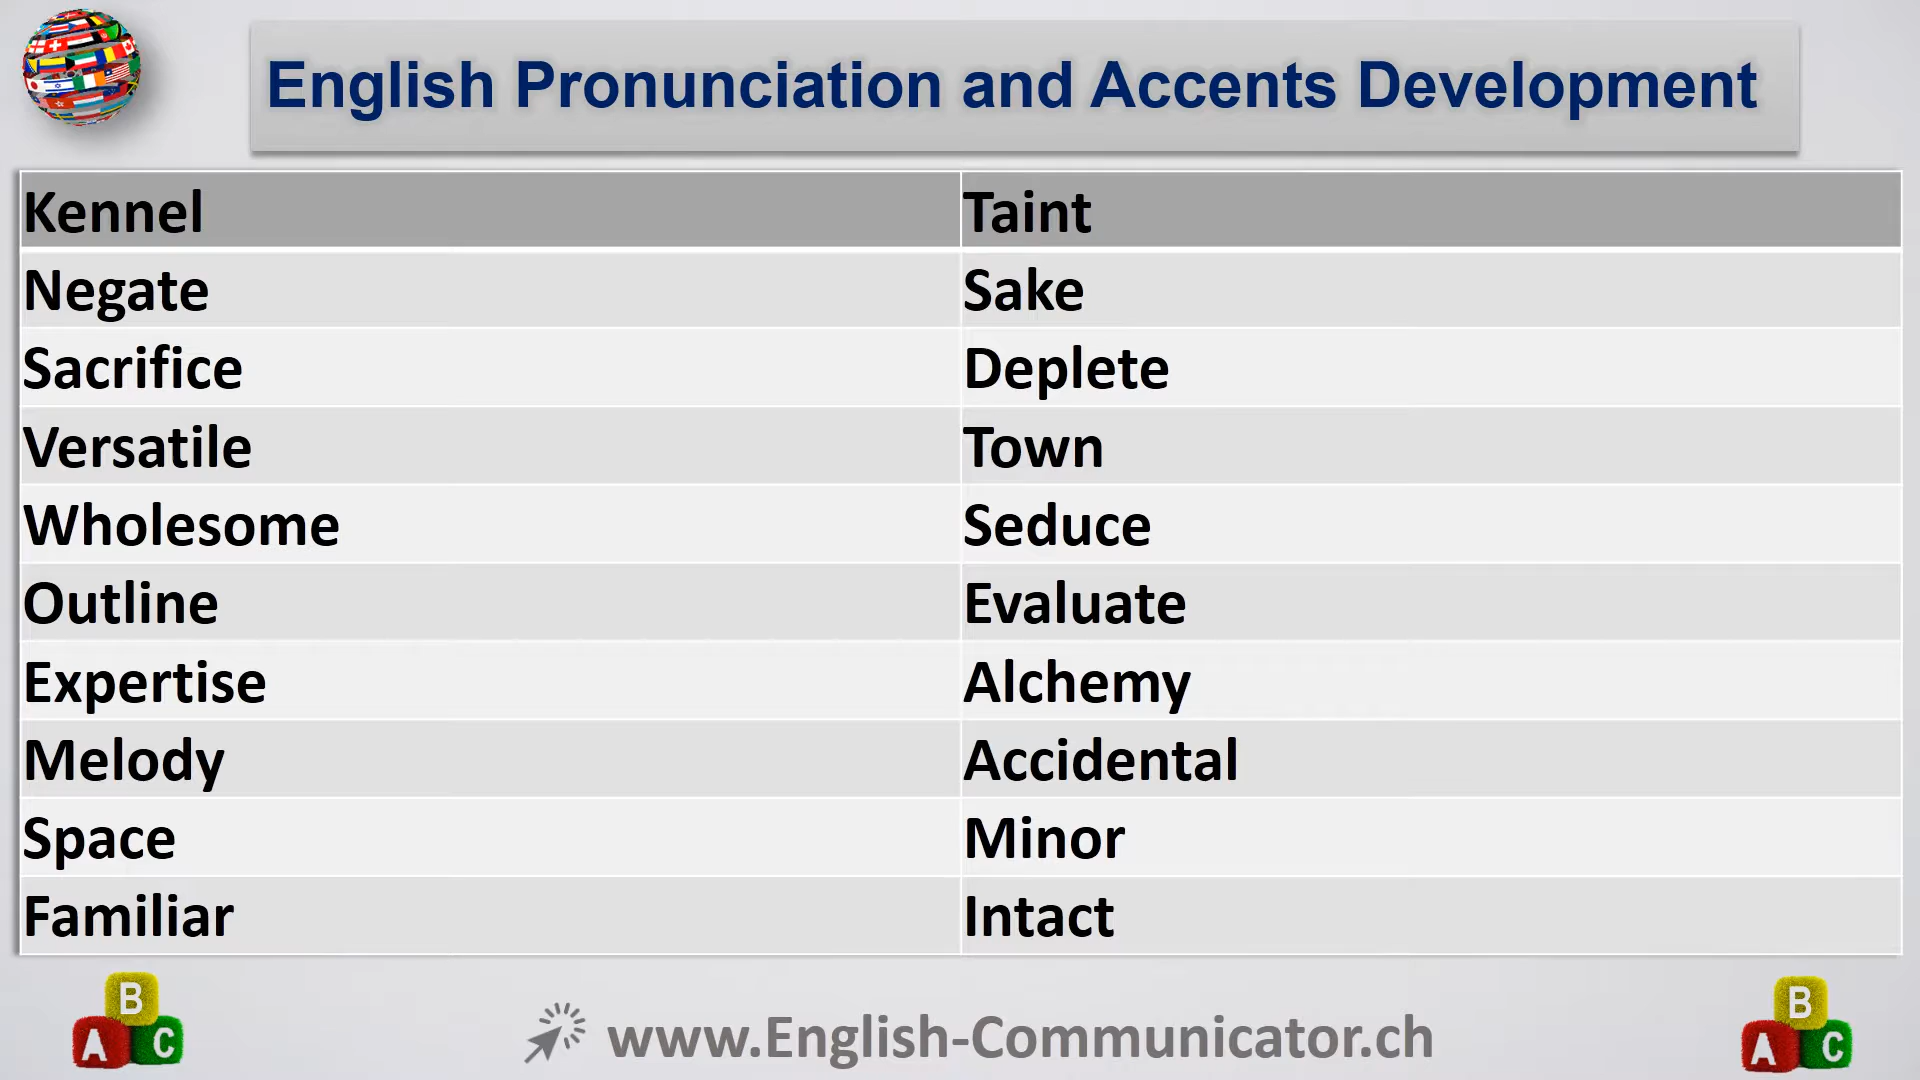 English Pronunciation and Accents Development
Kennel Taint
Negate Sake
Sacrifice Deplete
Versatile Town
Wholesome Seduce
Outline Evaluate
Expertise Alchemy
Melody Accidental
Space Minor
Familiar Intact
B
A C
www.English-Communicator.ch
B
A C